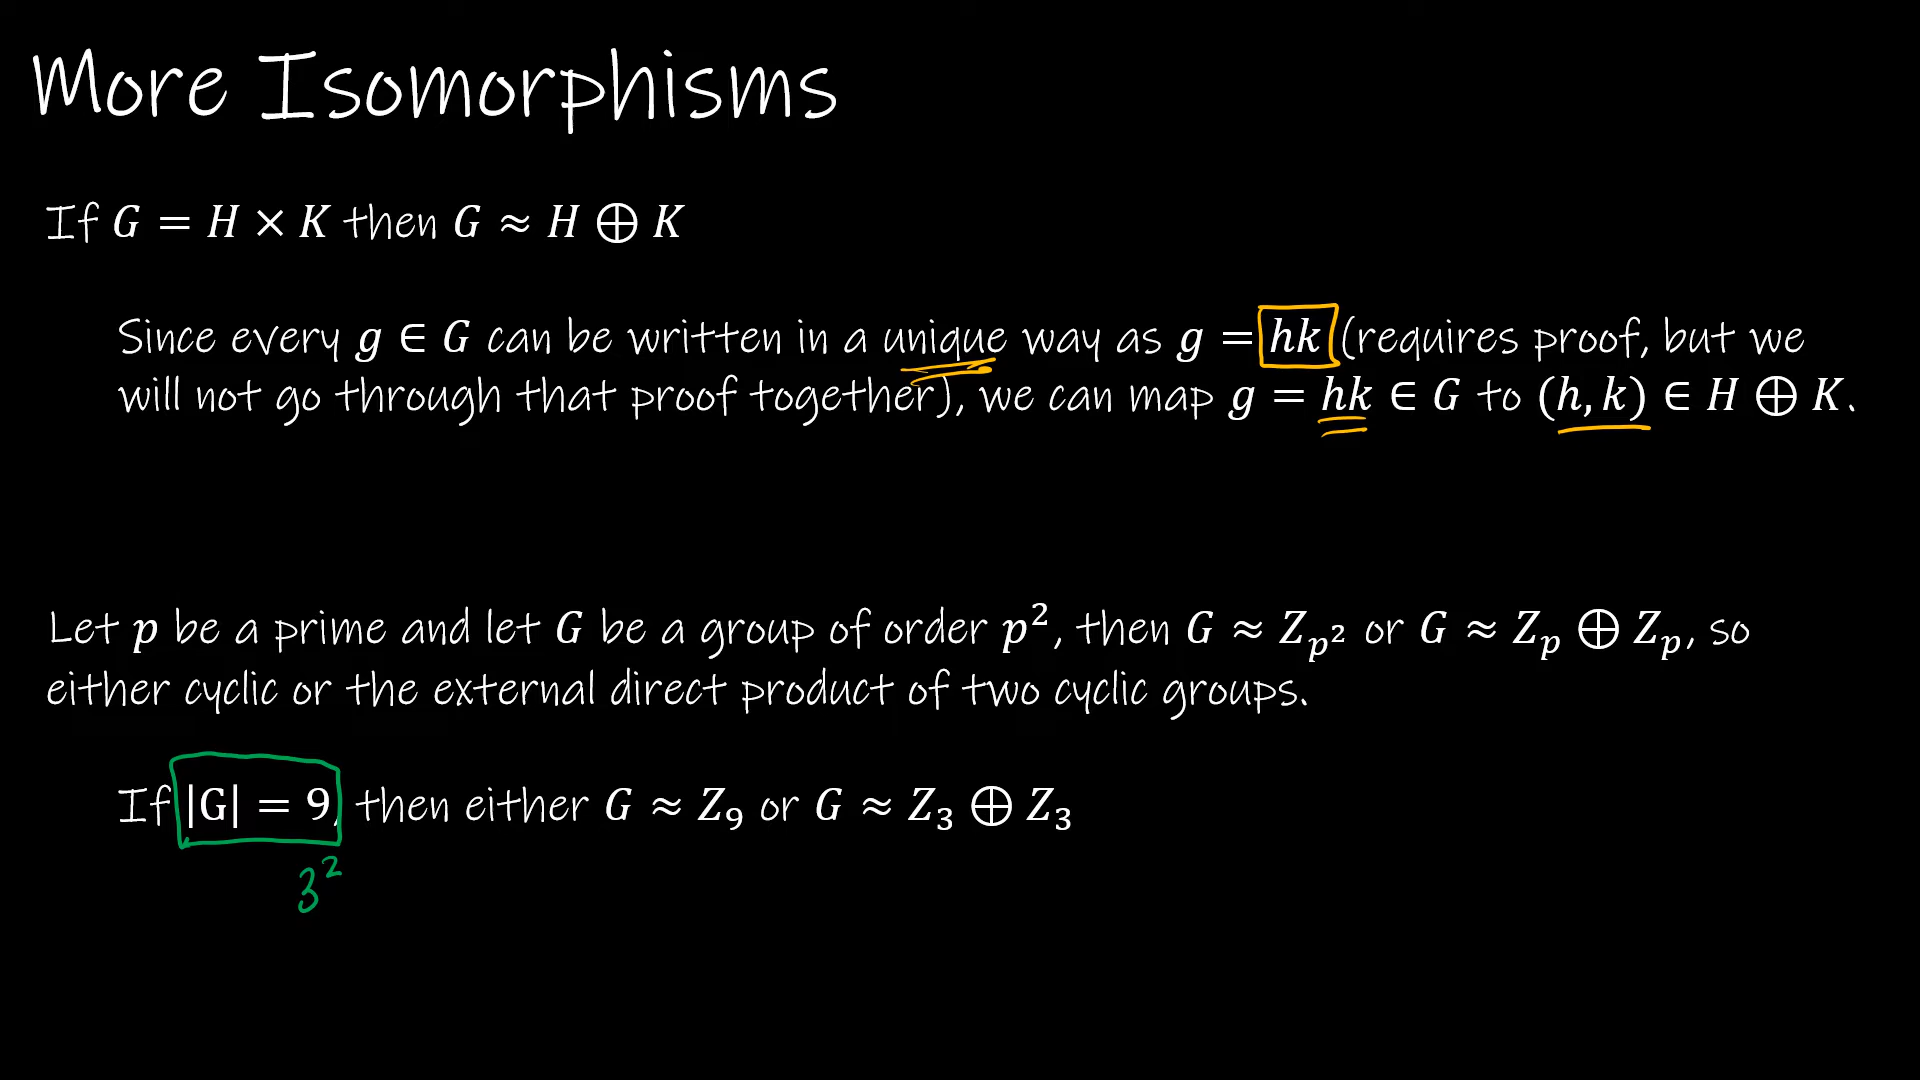 More Isomorphisms
If G = H × K then G ≈ H ⊕ K
Since every g ∈ G can be written in a unique way as g = hk (requires proof, but we
will not go through that proof together), we can map g = hk ∈ G to (h, k) ∈ H ⊕ K.
Let p be a prime and let G be a group of order p², then G ≈ Z_{p²} or G ≈ Z_p ⊕ Z_p, so
either cyclic or the external direct product of two cyclic groups.
If |G| = 9, then either G ≈ Z₉ or G ≈ Z₃ ⊕ Z₃
3²